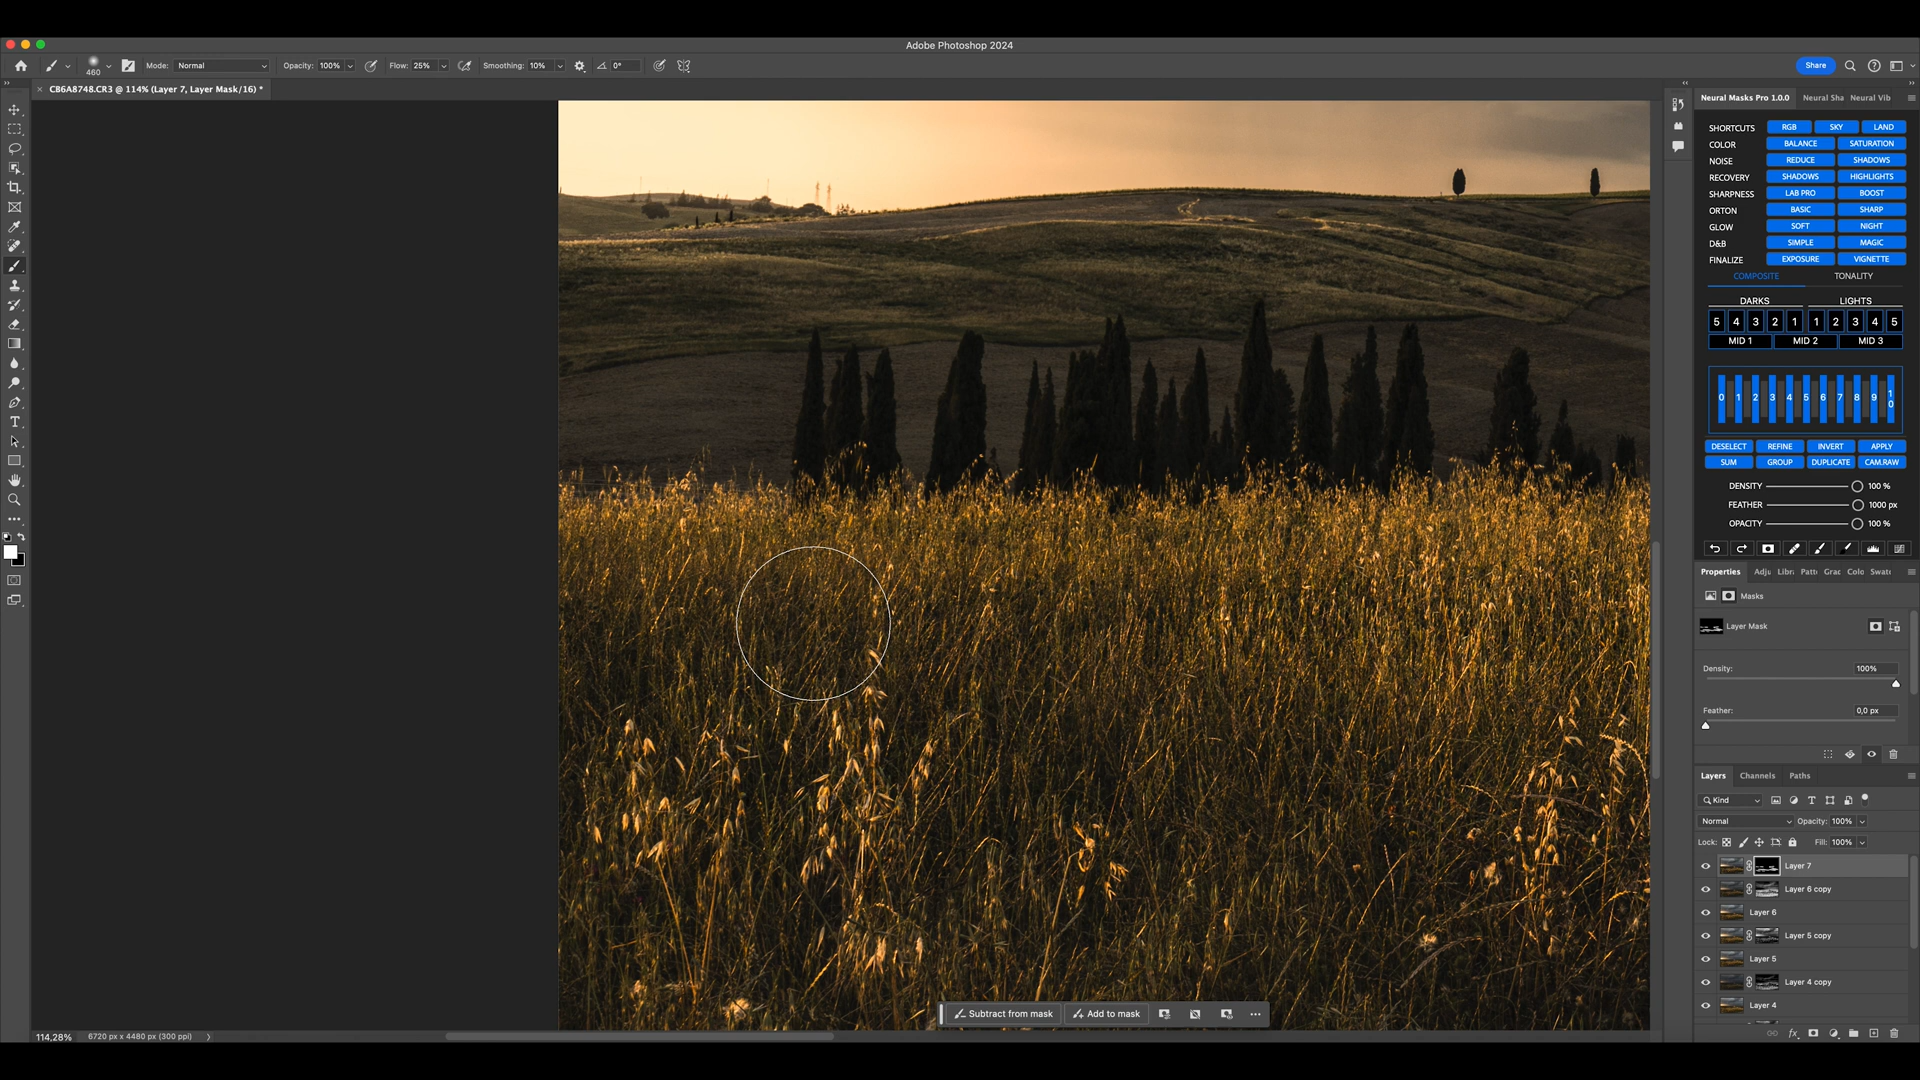 Adobe Photoshop 2024
460
Mode: Normal
Opacity: 100%
Flow: 25%
Smoothing: 10%
0°
Share
CB6A8748.CR3 @ 114% (Layer 7, Layer Mask/16) *
Neural Masks Pro 1.0.0 Neural Sha Neural Vib
SHORTCUTS RGB SKY LAND
COLOR BALANCE SATURATION
NOISE REDUCE SHADOWS
RECOVERY SHADOWS HIGHLIGHTS
SHARPNESS LAB PRO BOOST
ORTON BASIC SHARP
GLOW SOFT NIGHT
D&B SIMPLE MAGIC
FINALIZE EXPOSURE VIGNETTE
COMPOSITE TONALITY
DARKS LIGHTS
5 4 3 2 1 1 2 3 4 5
MID 1 MID 2 MID 3
0 1 2 3 4 5 6 7 8 9 10
DESELECT REFINE INVERT APPLY
SUM GROUP DUPLICATE CAM.RAW
DENSITY 100 %
FEATHER 1000 px
OPACITY 100 %
Properties Adju Libr Patt Grac Colo Swat
Masks
Layer Mask
Density: 100%
Feather: 0,0 px
Layers Channels Paths
Kind
Normal Opacity: 100%
Lock: Fill: 100%
Layer 7
Layer 6 copy
Layer 6
Layer 5 copy
Layer 5
Layer 4 copy
Layer 4
fx
Subtract from mask Add to mask
114,28% 6720 px x 4480 px (300 ppi)